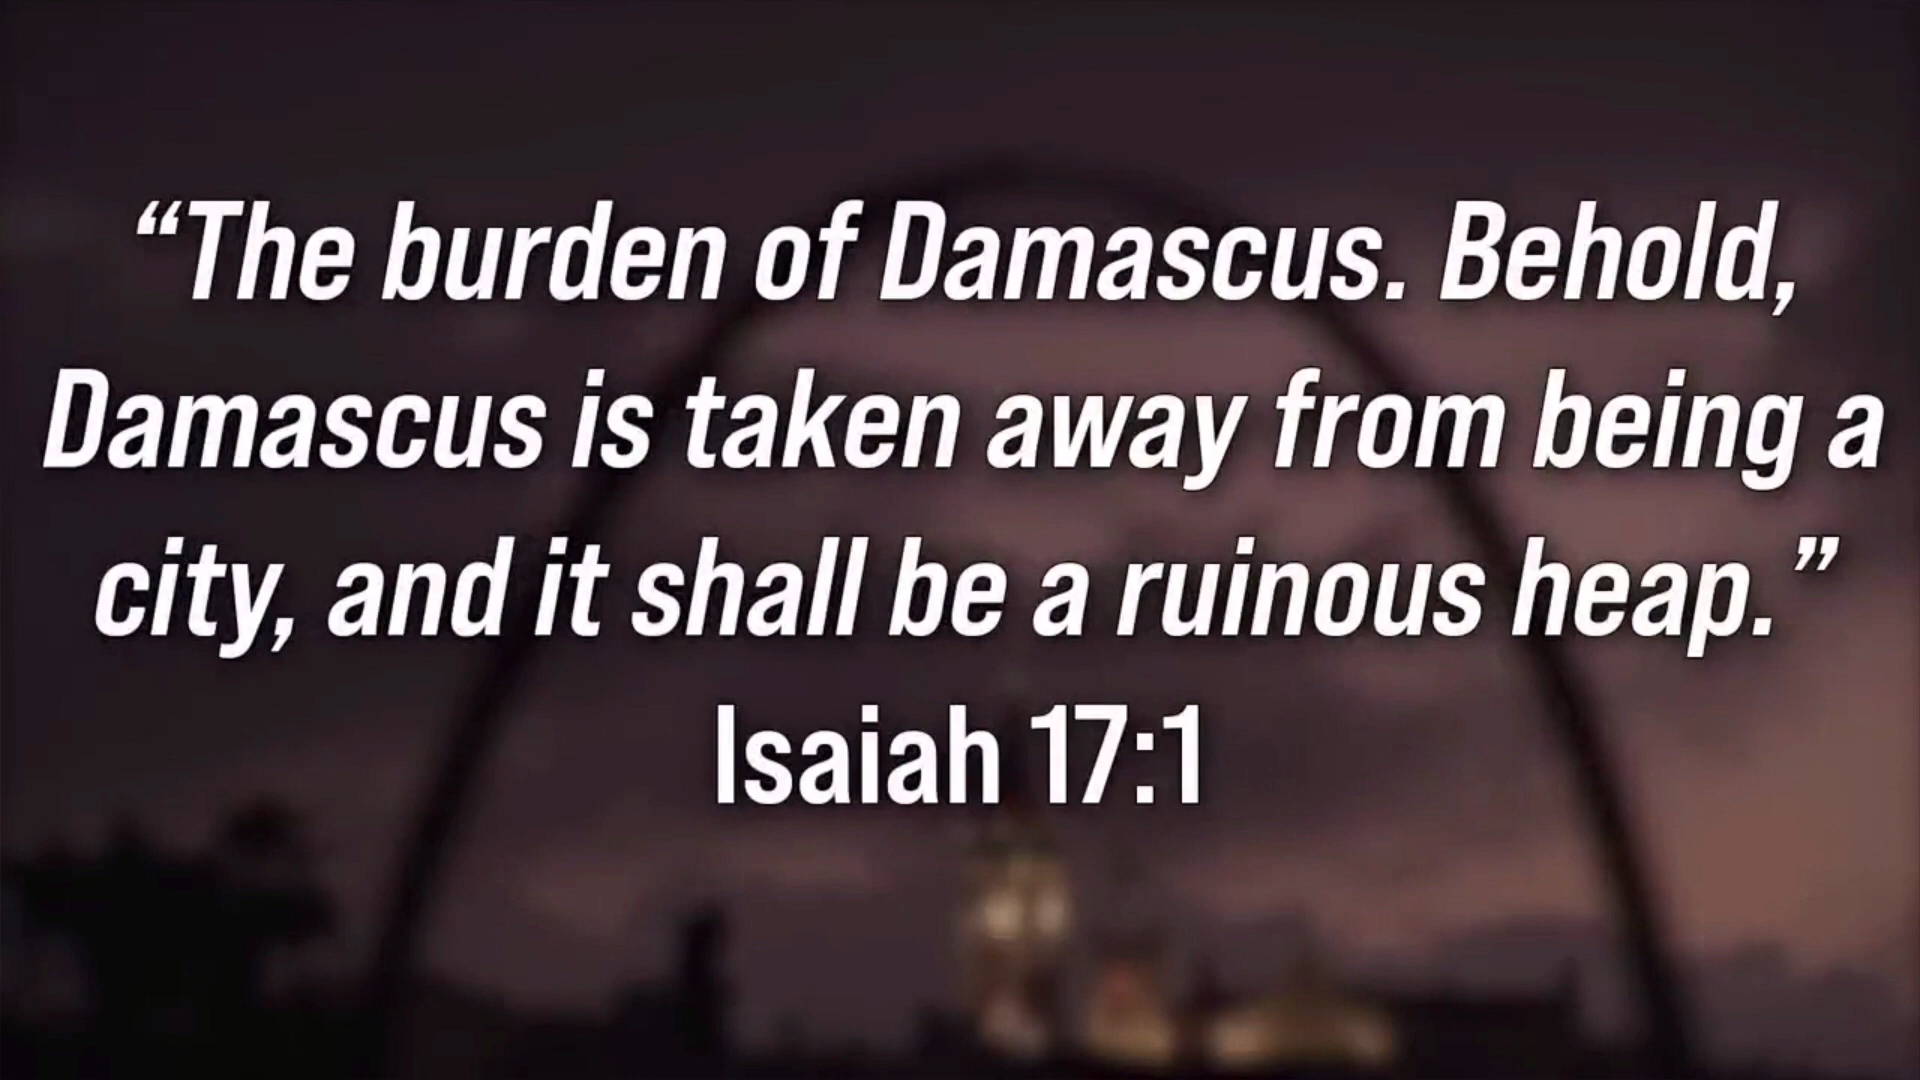 “The burden of Damascus. Behold,
Damascus is taken away from being a
city, and it shall be a ruinous heap.”
Isaiah 17:1